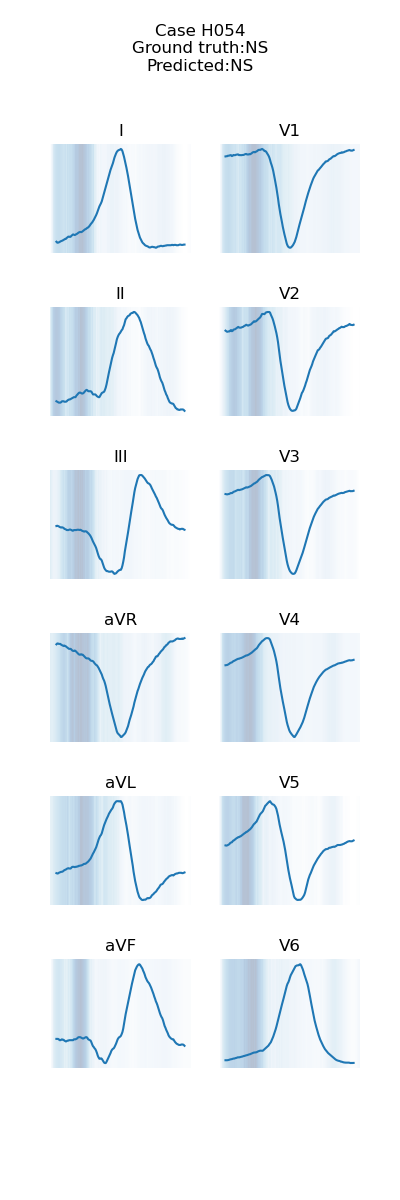 Case H054
Ground truth:NS
Predicted:NS
I
V1
II
V2
III
V3
aVR
V4
aVL
V5
aVF
V6